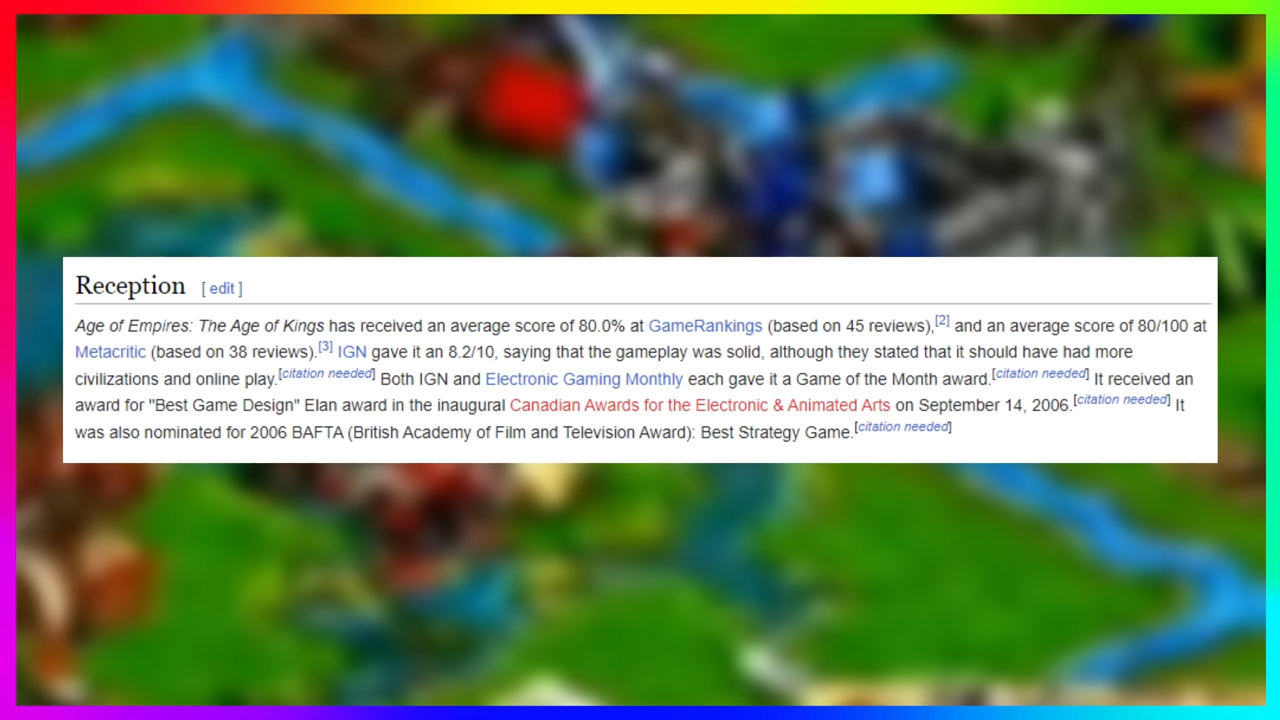 Reception [ edit ]
Age of Empires: The Age of Kings has received an average score of 80.0% at GameRankings (based on 45 reviews),[2] and an average score of 80/100 at
Metacritic (based on 38 reviews).[3] IGN gave it an 8.2/10, saying that the gameplay was solid, although they stated that it should have had more
civilizations and online play.[citation needed] Both IGN and Electronic Gaming Monthly each gave it a Game of the Month award.[citation needed] It received an
award for "Best Game Design" Elan award in the inaugural Canadian Awards for the Electronic & Animated Arts on September 14, 2006.[citation needed] It
was also nominated for 2006 BAFTA (British Academy of Film and Television Award): Best Strategy Game.[citation needed]